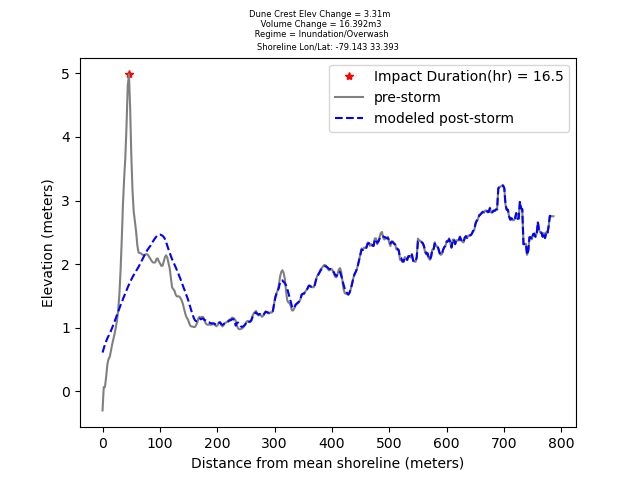 Dune Crest Elev Change = 3.31m
Volume Change = 16.392m3
Regime = Inundation/Overwash
Shoreline Lon/Lat: -79.143 33.393
Impact Duration(hr) = 16.5
pre-storm
modeled post-storm
Elevation (meters)
5
4
3
2
1
0
0 100 200 300 400 500 600 700 800
Distance from mean shoreline (meters)